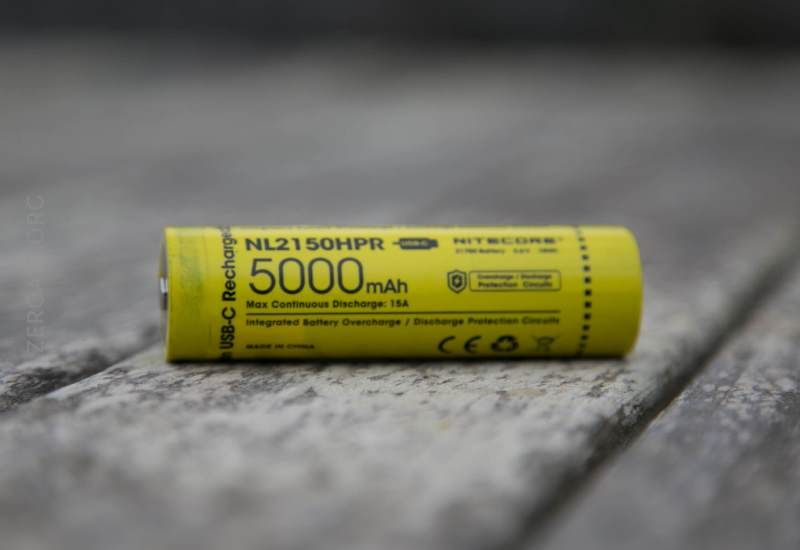 NL2150HPR USB-C NITECORE
5000mAh
Max Continuous Discharge: 15A
Overcharge / Discharge
Protection Circuits
Integrated Battery Overcharge / Discharge Protection Circuits
MADE IN CHINA
CE
USB-C Recharge